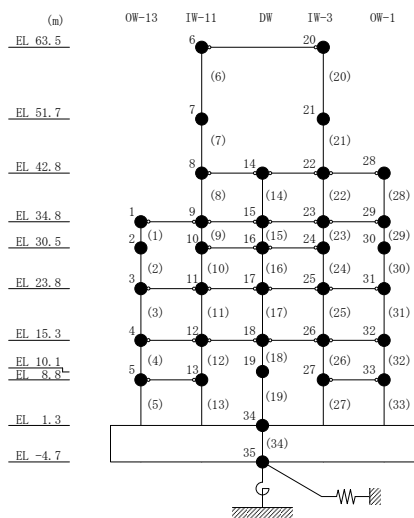 (m) OW-13 IW-11 DW IW-3 OW-1
EL 63.5 6 20
(6) (20)
EL 51.7 7 21
(7) (21)
EL 42.8 8 14 22 28
(8) (14) (22) (28)
EL 34.8 1 9 15 23 29
(1) (9) (15) (23) (29)
EL 30.5 2 10 16 24 30
(2) (10) (16) (24) (30)
EL 23.8 3 11 17 25 31
(3) (11) (17) (25) (31)
EL 15.3 4 12 18 26 32
(4) (12) (18) (26) (32)
EL 10.1 19
EL 8.8 5 13 27 33
(5) (13) (19) (27) (33)
EL 1.3 34
(34)
EL -4.7 35